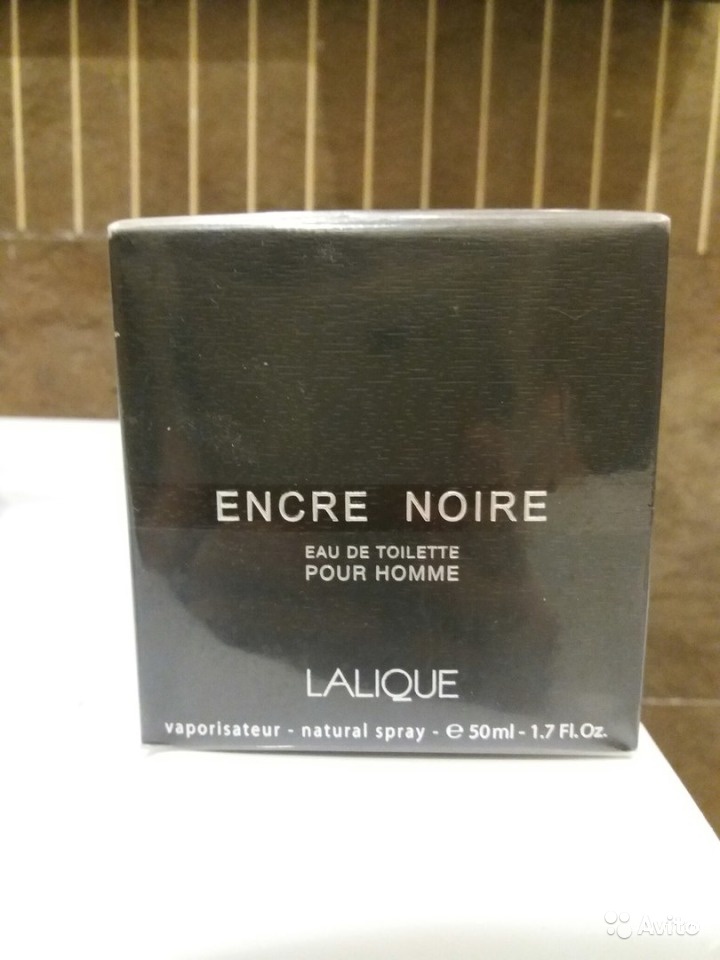 ENCRE NOIRE
EAU DE TOILETTE
POUR HOMME
LALIQUE
vaporisateur - natural spray - ℮ 50ml - 1.7 Fl.Oz.
Avito